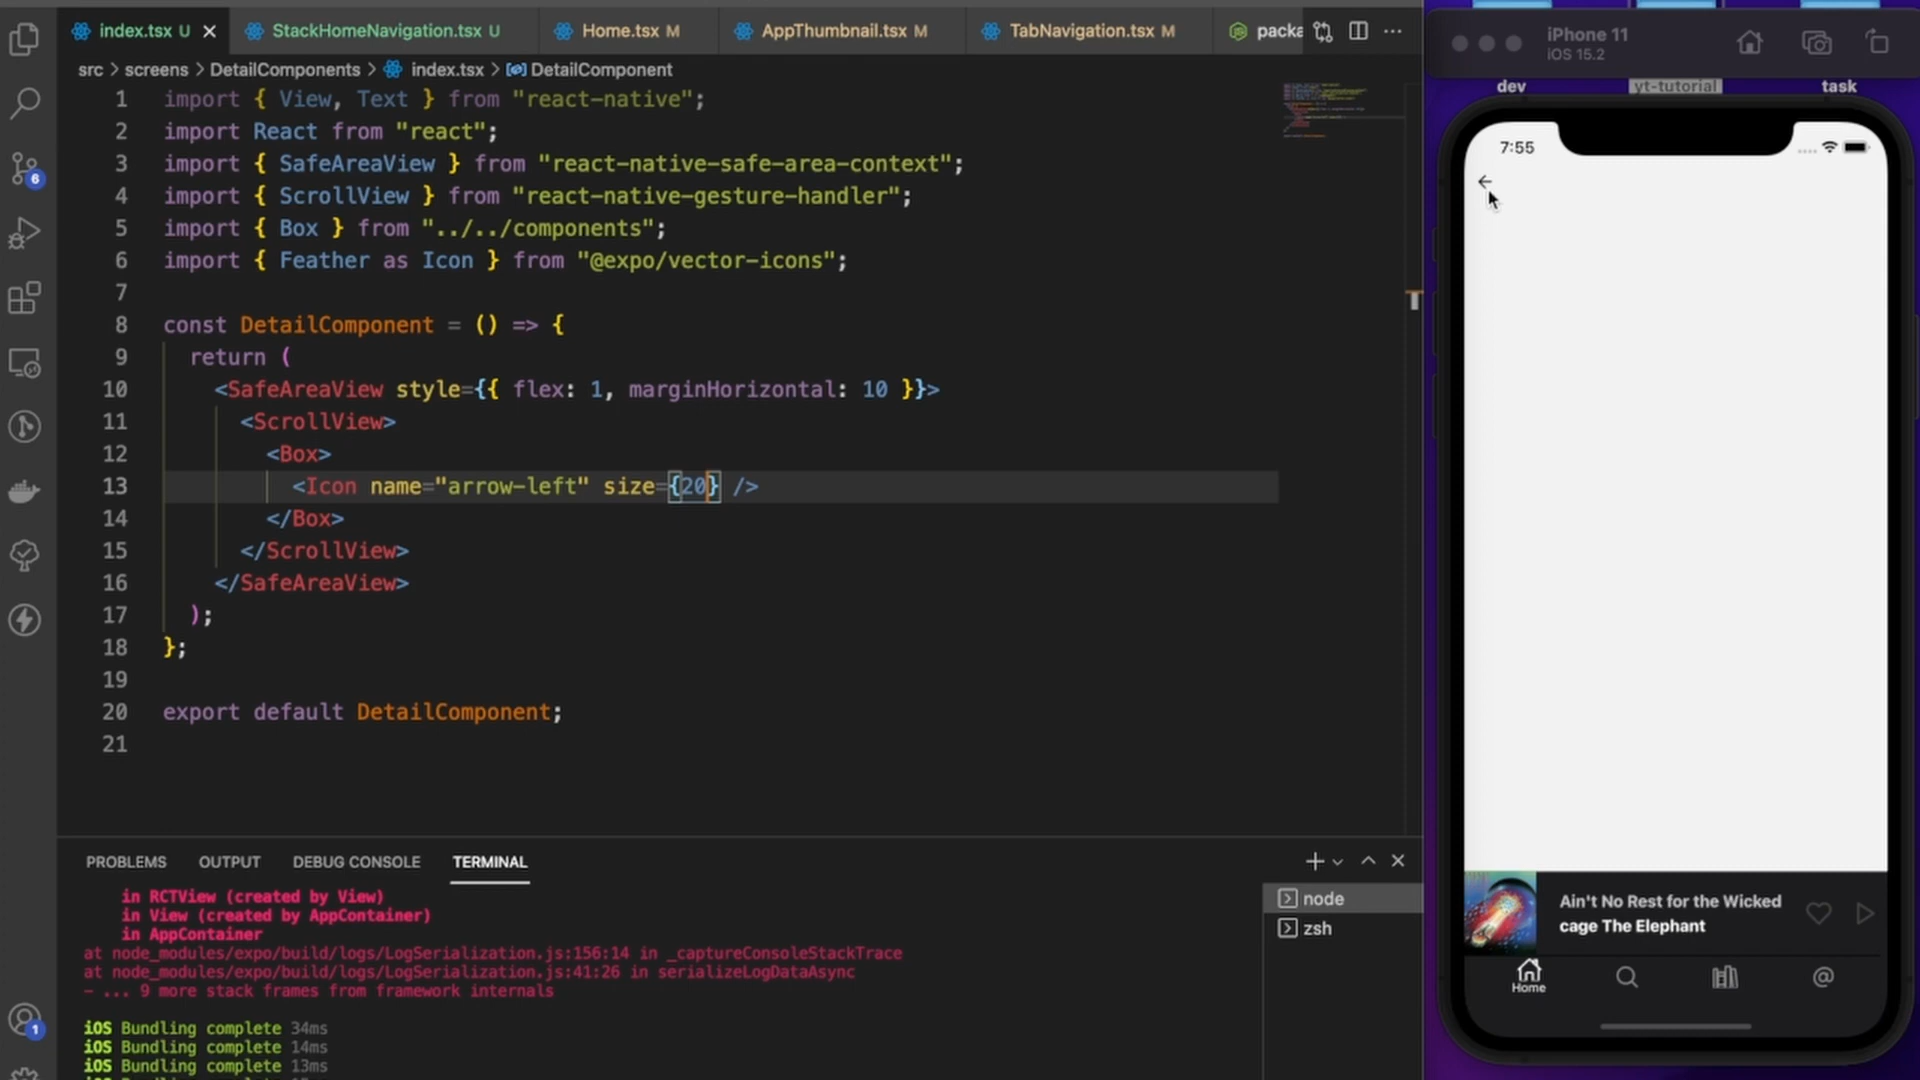 index.tsx U
StackHomeNavigation.tsx U
Home.tsx M
AppThumbnail.tsx M
TabNavigation.tsx M
packa
src > screens > DetailComponents > index.tsx > DetailComponent
1 import { View, Text } from "react-native";
2 import React from "react";
3 import { SafeAreaView } from "react-native-safe-area-context";
4 import { ScrollView } from "react-native-gesture-handler";
5 import { Box } from "../../components";
6 import { Feather as Icon } from "@expo/vector-icons";
7
8 const DetailComponent = () => {
9 return (
10 <SafeAreaView style={{ flex: 1, marginHorizontal: 10 }}>
11 <ScrollView>
12 <Box>
13 <Icon name="arrow-left" size={20} />
14 </Box>
15 </ScrollView>
16 </SafeAreaView>
17 );
18 };
19
20 export default DetailComponent;
21
6
1
PROBLEMS OUTPUT DEBUG CONSOLE TERMINAL
in RCTView (created by View)
in View (created by AppContainer)
in AppContainer
at node_modules/expo/build/logs/LogSerialization.js:156:14 in _captureConsoleStackTrace
at node_modules/expo/build/logs/LogSerialization.js:41:26 in serializeLogDataAsync
- ... 9 more stack frames from framework internals
iOS Bundling complete 34ms
iOS Bundling complete 14ms
iOS Bundling complete 13ms
node
zsh
iPhone 11
iOS 15.2
dev
yt-tutorial
task
7:55
Ain't No Rest for the Wicked
cage The Elephant
Home